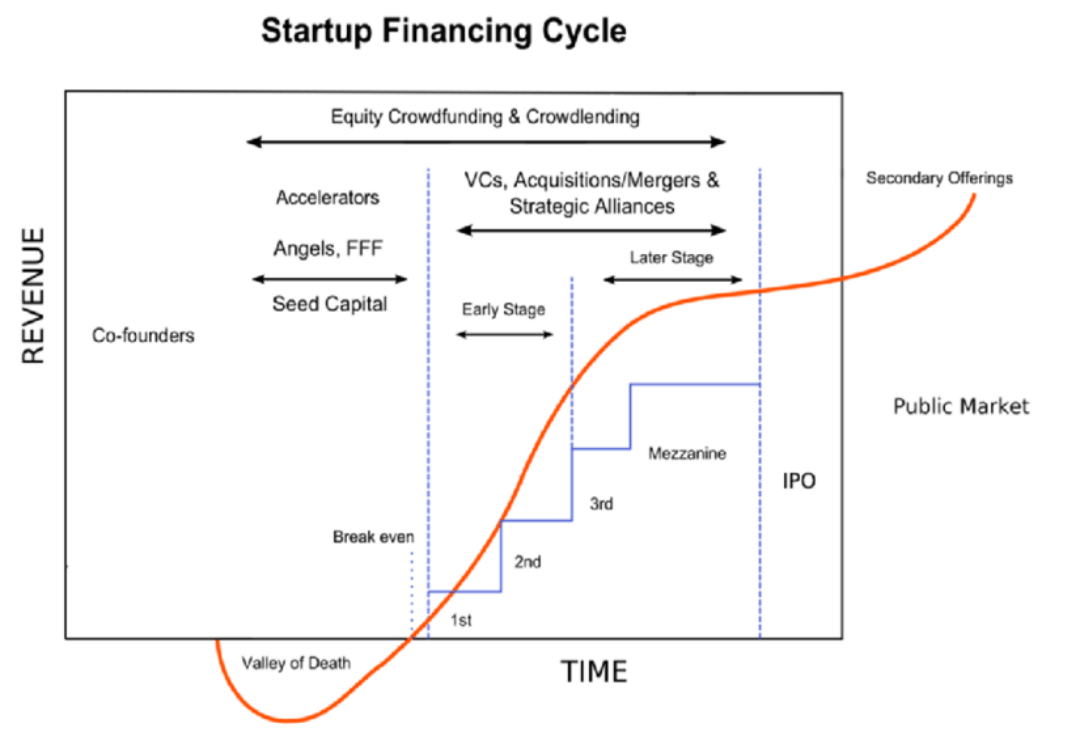 Startup Financing Cycle
Equity Crowdfunding & Crowdlending
VCs, Acquisitions/Mergers &
Strategic Alliances
Accelerators
Angels, FFF
Seed Capital
Co-founders
Early Stage
Later Stage
Secondary Offerings
Public Market
REVENUE
Mezzanine
IPO
3rd
Break even
2nd
1st
Valley of Death
TIME